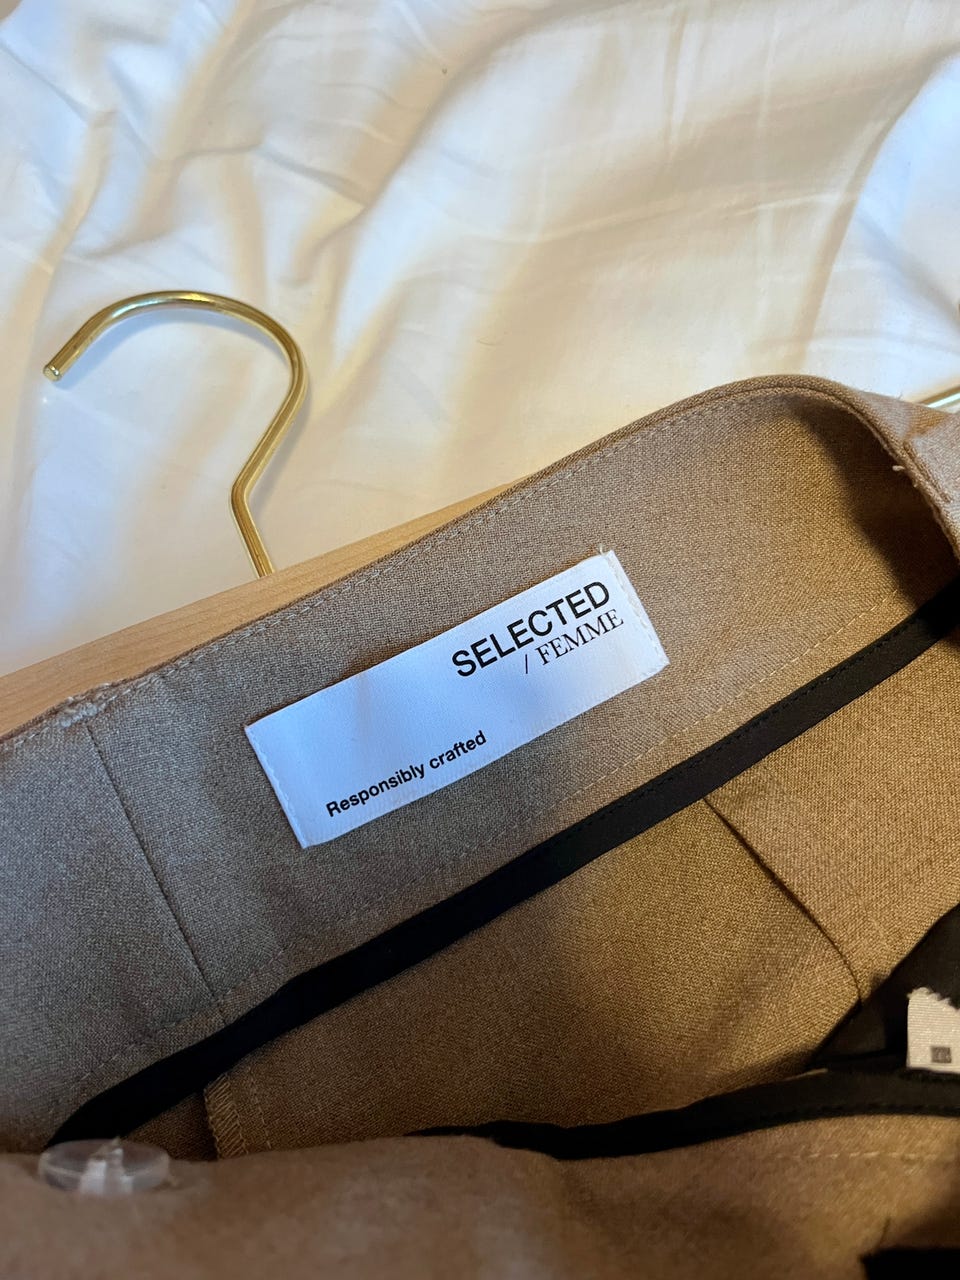 SELECTED
/ FEMME
Responsibly crafted